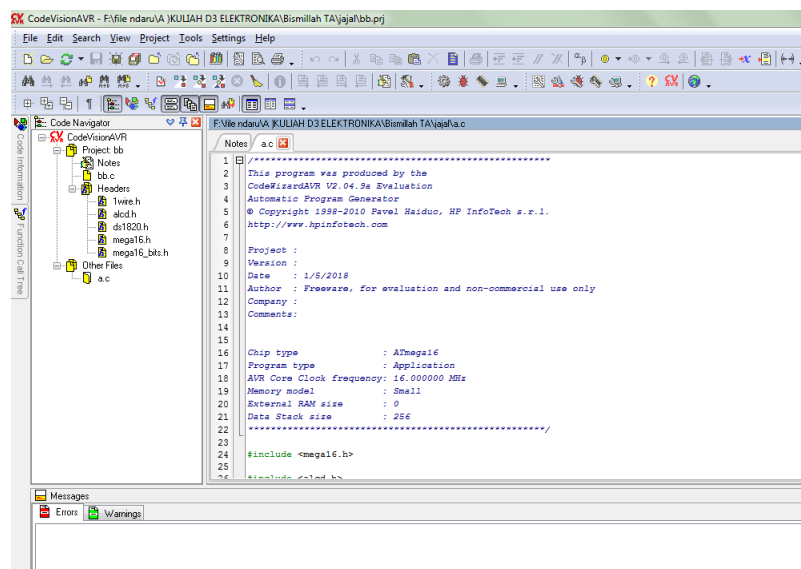 CodeVisionAVR - F:\file ndaru\A )KULIAH D3 ELEKTRONIKA\Bismillah TA\jajal\bb.prj
File Edit Search View Project Tools Settings Help
Code Navigator
F:\file ndaru\A )KULIAH D3 ELEKTRONIKA\Bismillah TA\jajal\a.c
Code Information
Function Call Tree
CodeVisionAVR
Project: bb
Notes
bb.c
Headers
1wire.h
alcd.h
ds1820.h
mega16.h
mega16_bits.h
Other Files
a.c
Notes a.c
1 /*****************************************************
2 This program was produced by the
3 CodeWizardAVR V2.04.9a Evaluation
4 Automatic Program Generator
5 © Copyright 1998-2010 Pavel Haiduc, HP InfoTech s.r.l.
6 http://www.hpinfotech.com
7
8 Project :
9 Version :
10 Date    : 1/5/2018
11 Author  : Freeware, for evaluation and non-commercial use only
12 Company :
13 Comments:
14
15
16 Chip type               : ATmega16
17 Program type            : Application
18 AVR Core Clock frequency: 16.000000 MHz
19 Memory model            : Small
20 External RAM size       : 0
21 Data Stack size         : 256
22 *****************************************************/
23
24 #include <mega16.h>
25
26 #include <alcd.h>
Messages
Errors Warnings